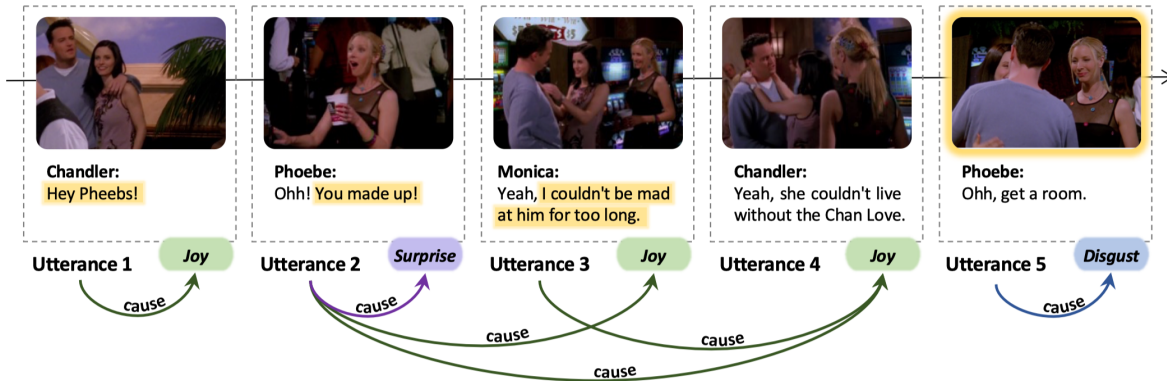 Chandler:
Hey Pheebs!
Phoebe:
Ohh! You made up!
Monica:
Yeah, I couldn't be mad
at him for too long.
Chandler:
Yeah, she couldn't live
without the Chan Love.
Phoebe:
Ohh, get a room.
Utterance 1
Joy
Utterance 2
Surprise
Utterance 3
Joy
Utterance 4
Joy
Utterance 5
Disgust
cause
cause
cause
cause
cause
cause